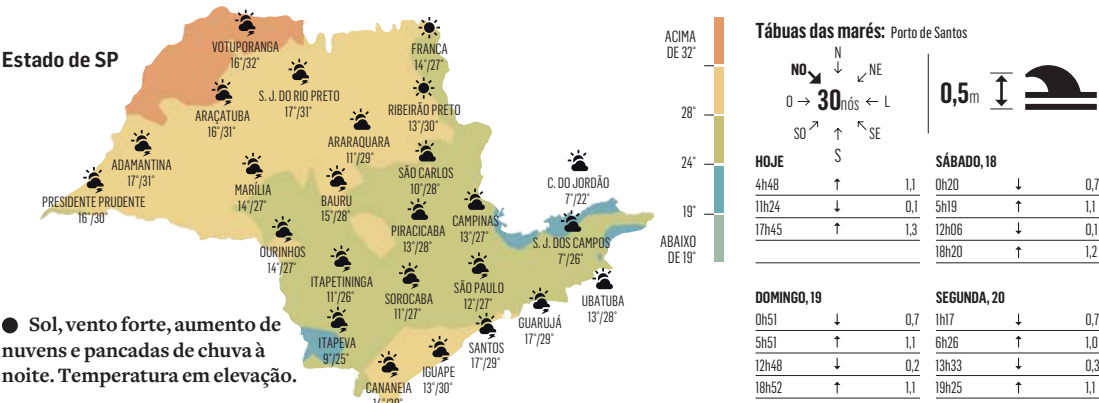 Estado de SP
VOTUPORANGA
16°/32°
FRANCA
14°/27°
S. J. DO RIO PRETO
17°/31°
ARAÇATUBA
16°/31°
RIBEIRÃO PRETO
13°/30°
ARARAQUARA
11°/29°
ADAMANTINA
17°/31°
SÃO CARLOS
10°/28°
PRESIDENTE PRUDENTE
16°/30°
MARÍLIA
14°/27°
BAURU
15°/28°
C. DO JORDÃO
7°/22°
PIRACICABA
13°/28°
CAMPINAS
13°/27°
S. J. DOS CAMPOS
7°/26°
OURINHOS
14°/27°
ITAPETININGA
11°/26°
SOROCABA
11°/27°
SÃO PAULO
12°/27°
UBATUBA
13°/28°
GUARUJÁ
17°/29°
ITAPEVA
9°/25°
SANTOS
17°/29°
IGUAPE
13°/30°
CANANEIA
● Sol, vento forte, aumento de
nuvens e pancadas de chuva à
noite. Temperatura em elevação.
ACIMA
DE 32°
28°
24°
19°
ABAIXO
DE 19°
Tábuas das marés: Porto de Santos
N
NO ↘ ↓ ↙ NE
O → 30nós ← L
SO ↗ ↑ ↖ SE
S
0,5m
HOJE
4h48 ↑ 1,1
11h24 ↓ 0,1
17h45 ↑ 1,3
SÁBADO, 18
0h20 ↓ 0,7
5h19 ↑ 1,1
12h06 ↓ 0,1
18h20 ↑ 1,2
DOMINGO, 19
0h51 ↓ 0,7
5h51 ↑ 1,1
12h48 ↓ 0,2
18h52 ↑ 1,1
SEGUNDA, 20
1h17 ↓ 0,7
6h26 ↑ 1,0
13h33 ↓ 0,3
19h25 ↑ 1,1